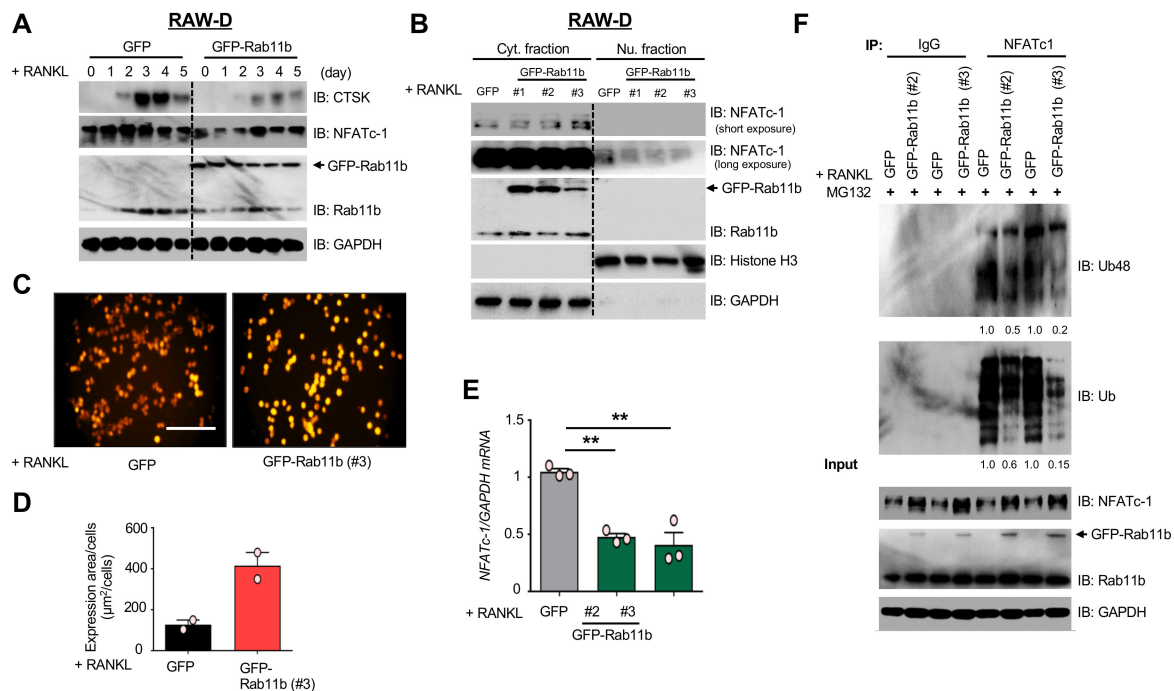 A
RAW-D
GFP GFP-Rab11b
+ RANKL 0 1 2 3 4 5 0 1 2 3 4 5 (day)
IB: CTSK
IB: NFATc-1
GFP-Rab11b
IB: Rab11b
IB: GAPDH
B
RAW-D
Cyt. fraction Nu. fraction
GFP-Rab11b GFP-Rab11b
+ RANKL GFP #1 #2 #3 GFP #1 #2 #3
IB: NFATc-1
(short exposure)
IB: NFATc-1
(long exposure)
GFP-Rab11b
IB: Rab11b
IB: Histone H3
IB: GAPDH
C
+ RANKL GFP GFP-Rab11b (#3)
D
Expression area/cells
(µm²/cells)
600
400
200
0
+ RANKL GFP GFP-
Rab11b (#3)
E
NFATc-1/GAPDH mRNA
1.5
1
0.5
0
**
**
+ RANKL GFP #2 #3
GFP-Rab11b
F
IP: IgG NFATc1
+ RANKL GFP GFP-Rab11b (#2) GFP GFP-Rab11b (#3) GFP GFP-Rab11b (#2) GFP GFP-Rab11b (#3)
MG132 + + + + + + + +
IB: Ub48
1.0 0.5 1.0 0.2
IB: Ub
1.0 0.6 1.0 0.15
Input
IB: NFATc-1
GFP-Rab11b
IB: Rab11b
IB: GAPDH